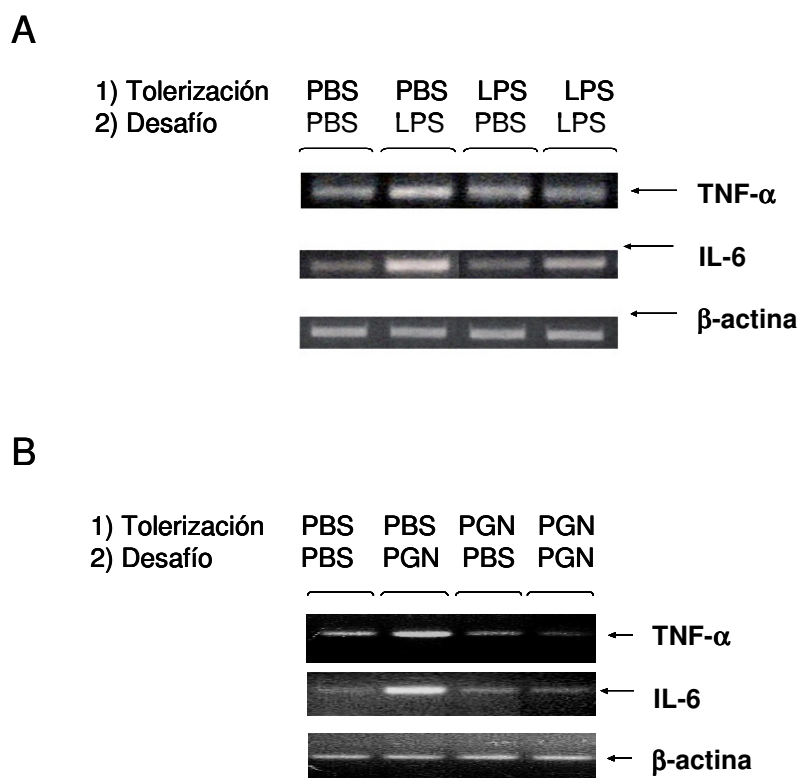 A
1) Tolerización PBS PBS LPS LPS
2) Desafío PBS LPS PBS LPS
TNF-α
IL-6
β-actina
B
1) Tolerización PBS PBS PGN PGN
2) Desafío PBS PGN PBS PGN
TNF-α
IL-6
β-actina